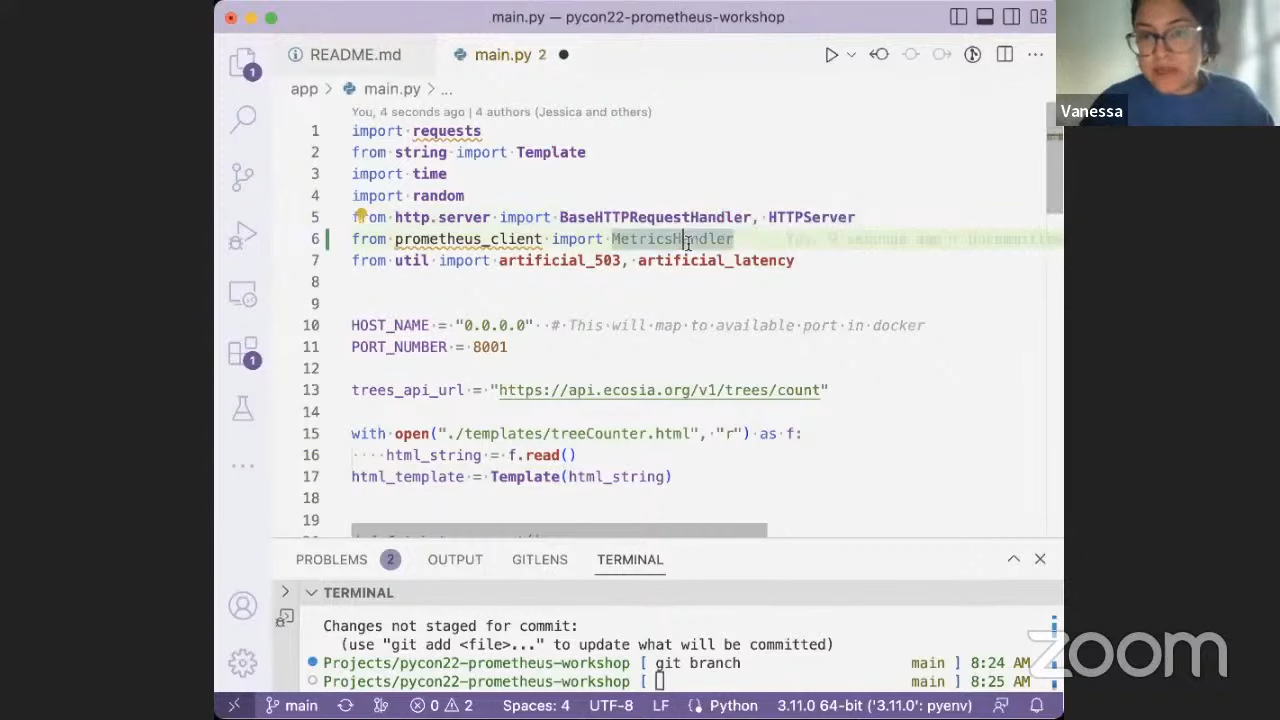 main.py — pycon22-prometheus-workshop
README.md
main.py 2
app > main.py > ...
You, 4 seconds ago | 4 authors (Jessica and others)
1 import requests
2 from string import Template
3 import time
4 import random
5 from http.server import BaseHTTPRequestHandler, HTTPServer
6 from prometheus_client import MetricsHandler You, 9 seconds ago • Uncommitted
7 from util import artificial_503, artificial_latency
8
9
10 HOST_NAME = "0.0.0.0"  # This will map to available port in docker
11 PORT_NUMBER = 8001
12
13 trees_api_url = "https://api.ecosia.org/v1/trees/count"
14
15 with open("./templates/treeCounter.html", "r") as f:
16     html_string = f.read()
17 html_template = Template(html_string)
18
19
PROBLEMS 2 OUTPUT GITLENS TERMINAL
TERMINAL
Changes not staged for commit:
(use "git add <file>..." to update what will be committed)
Projects/pycon22-prometheus-workshop [ git branch main ] 8:24 AM
Projects/pycon22-prometheus-workshop [ main ] 8:25 AM
main 0 2 Spaces: 4 UTF-8 LF Python 3.11.0 64-bit ('3.11.0': pyenv)
1
1
Vanessa
zoom